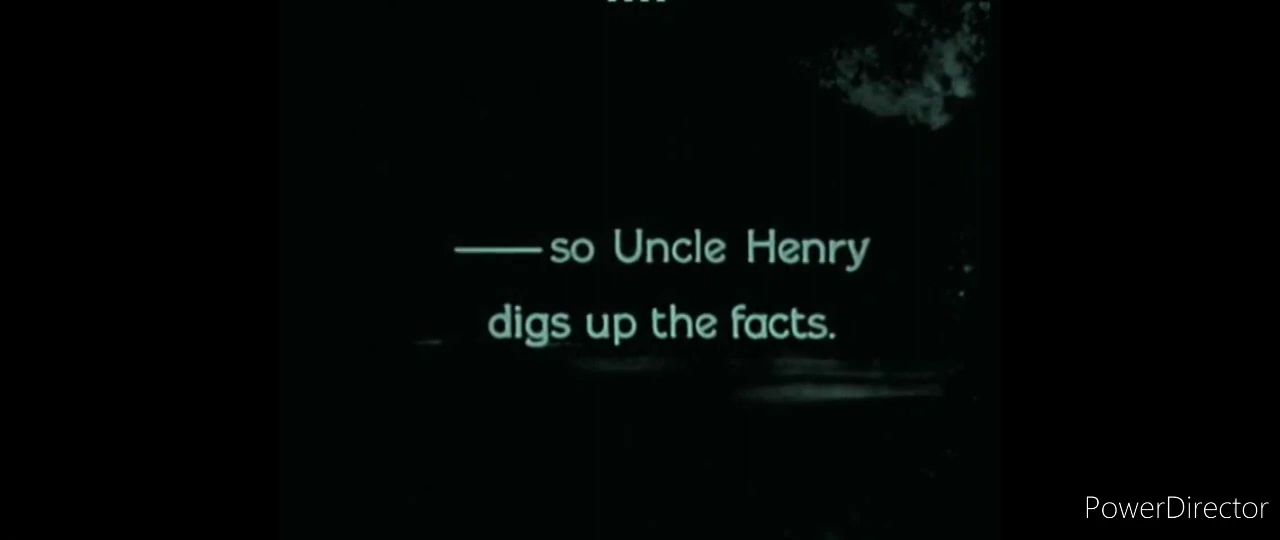 ——so Uncle Henry
digs up the facts.
PowerDirector